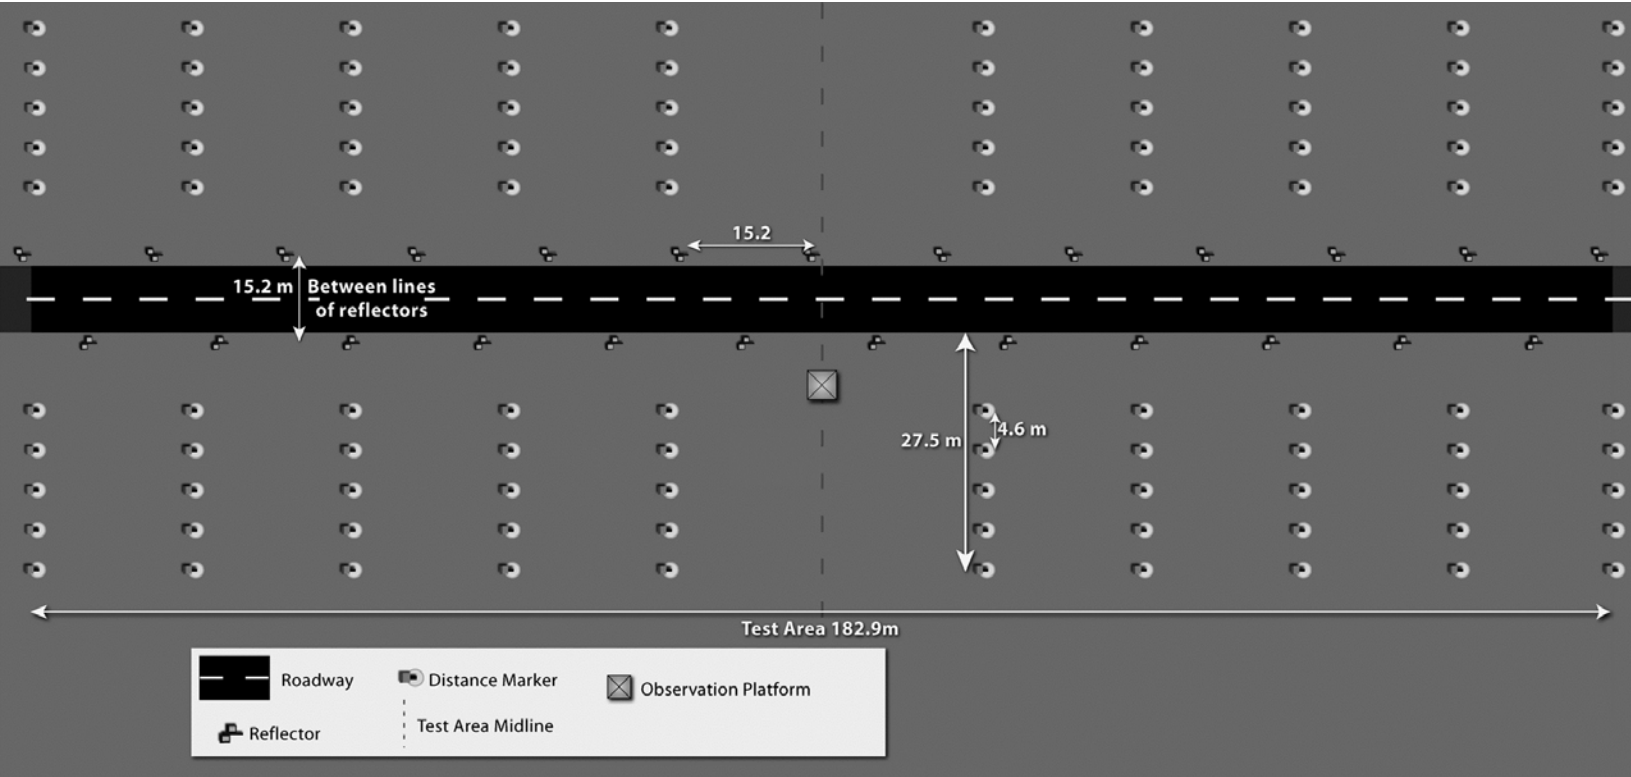 15.2
15.2 m
Between lines
of reflectors
4.6 m
27.5 m
Test Area 182.9m
Roadway
Distance Marker
Observation Platform
Reflector
Test Area Midline